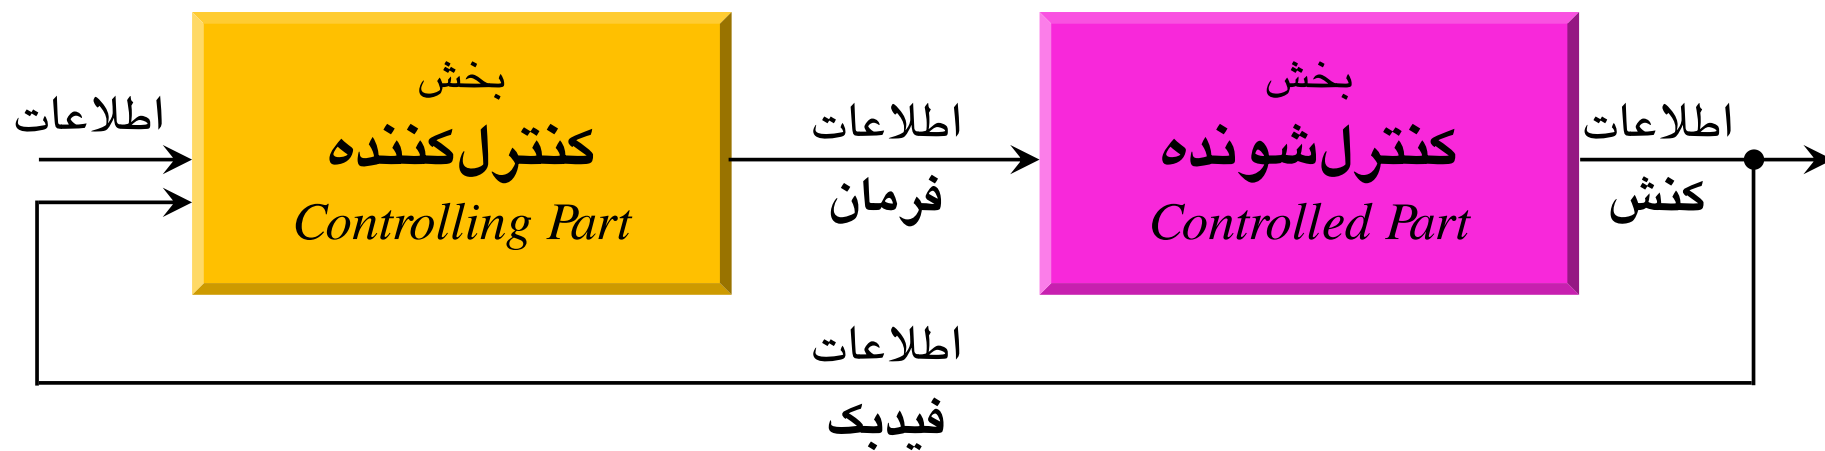 اطلاعات
بخش
کنترل‌کننده
Controlling Part
اطلاعات
فرمان
بخش
کنترل‌شونده
Controlled Part
اطلاعات
کنش
اطلاعات
فیدبک